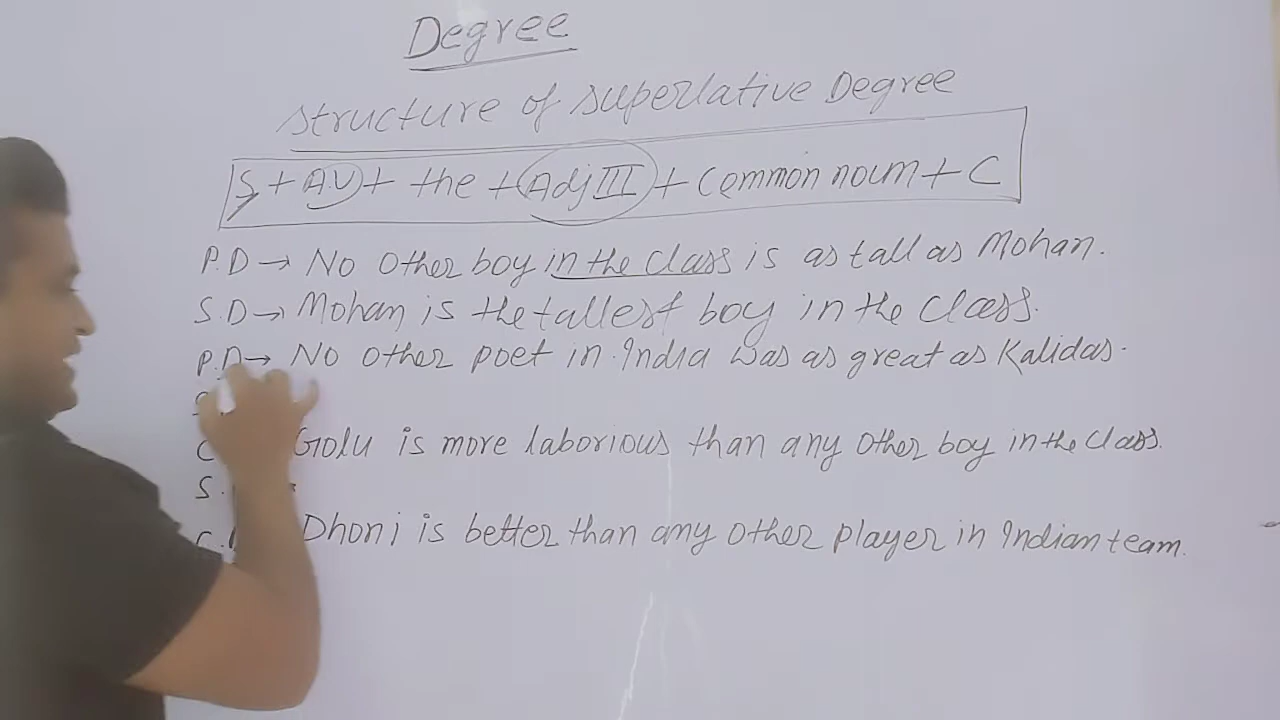 Degree
Structure of Superlative Degree
S + AV + the + Adj III + Common noun + C
P.D → No other boy in the class is as tall as Mohan.
S.D → Mohan is the tallest boy in the class.
P.D → No other poet in India was as great as Kalidas.
S.
C Golu is more laborious than any other boy in the class.
S.
C. Dhoni is better than any other player in Indian team.